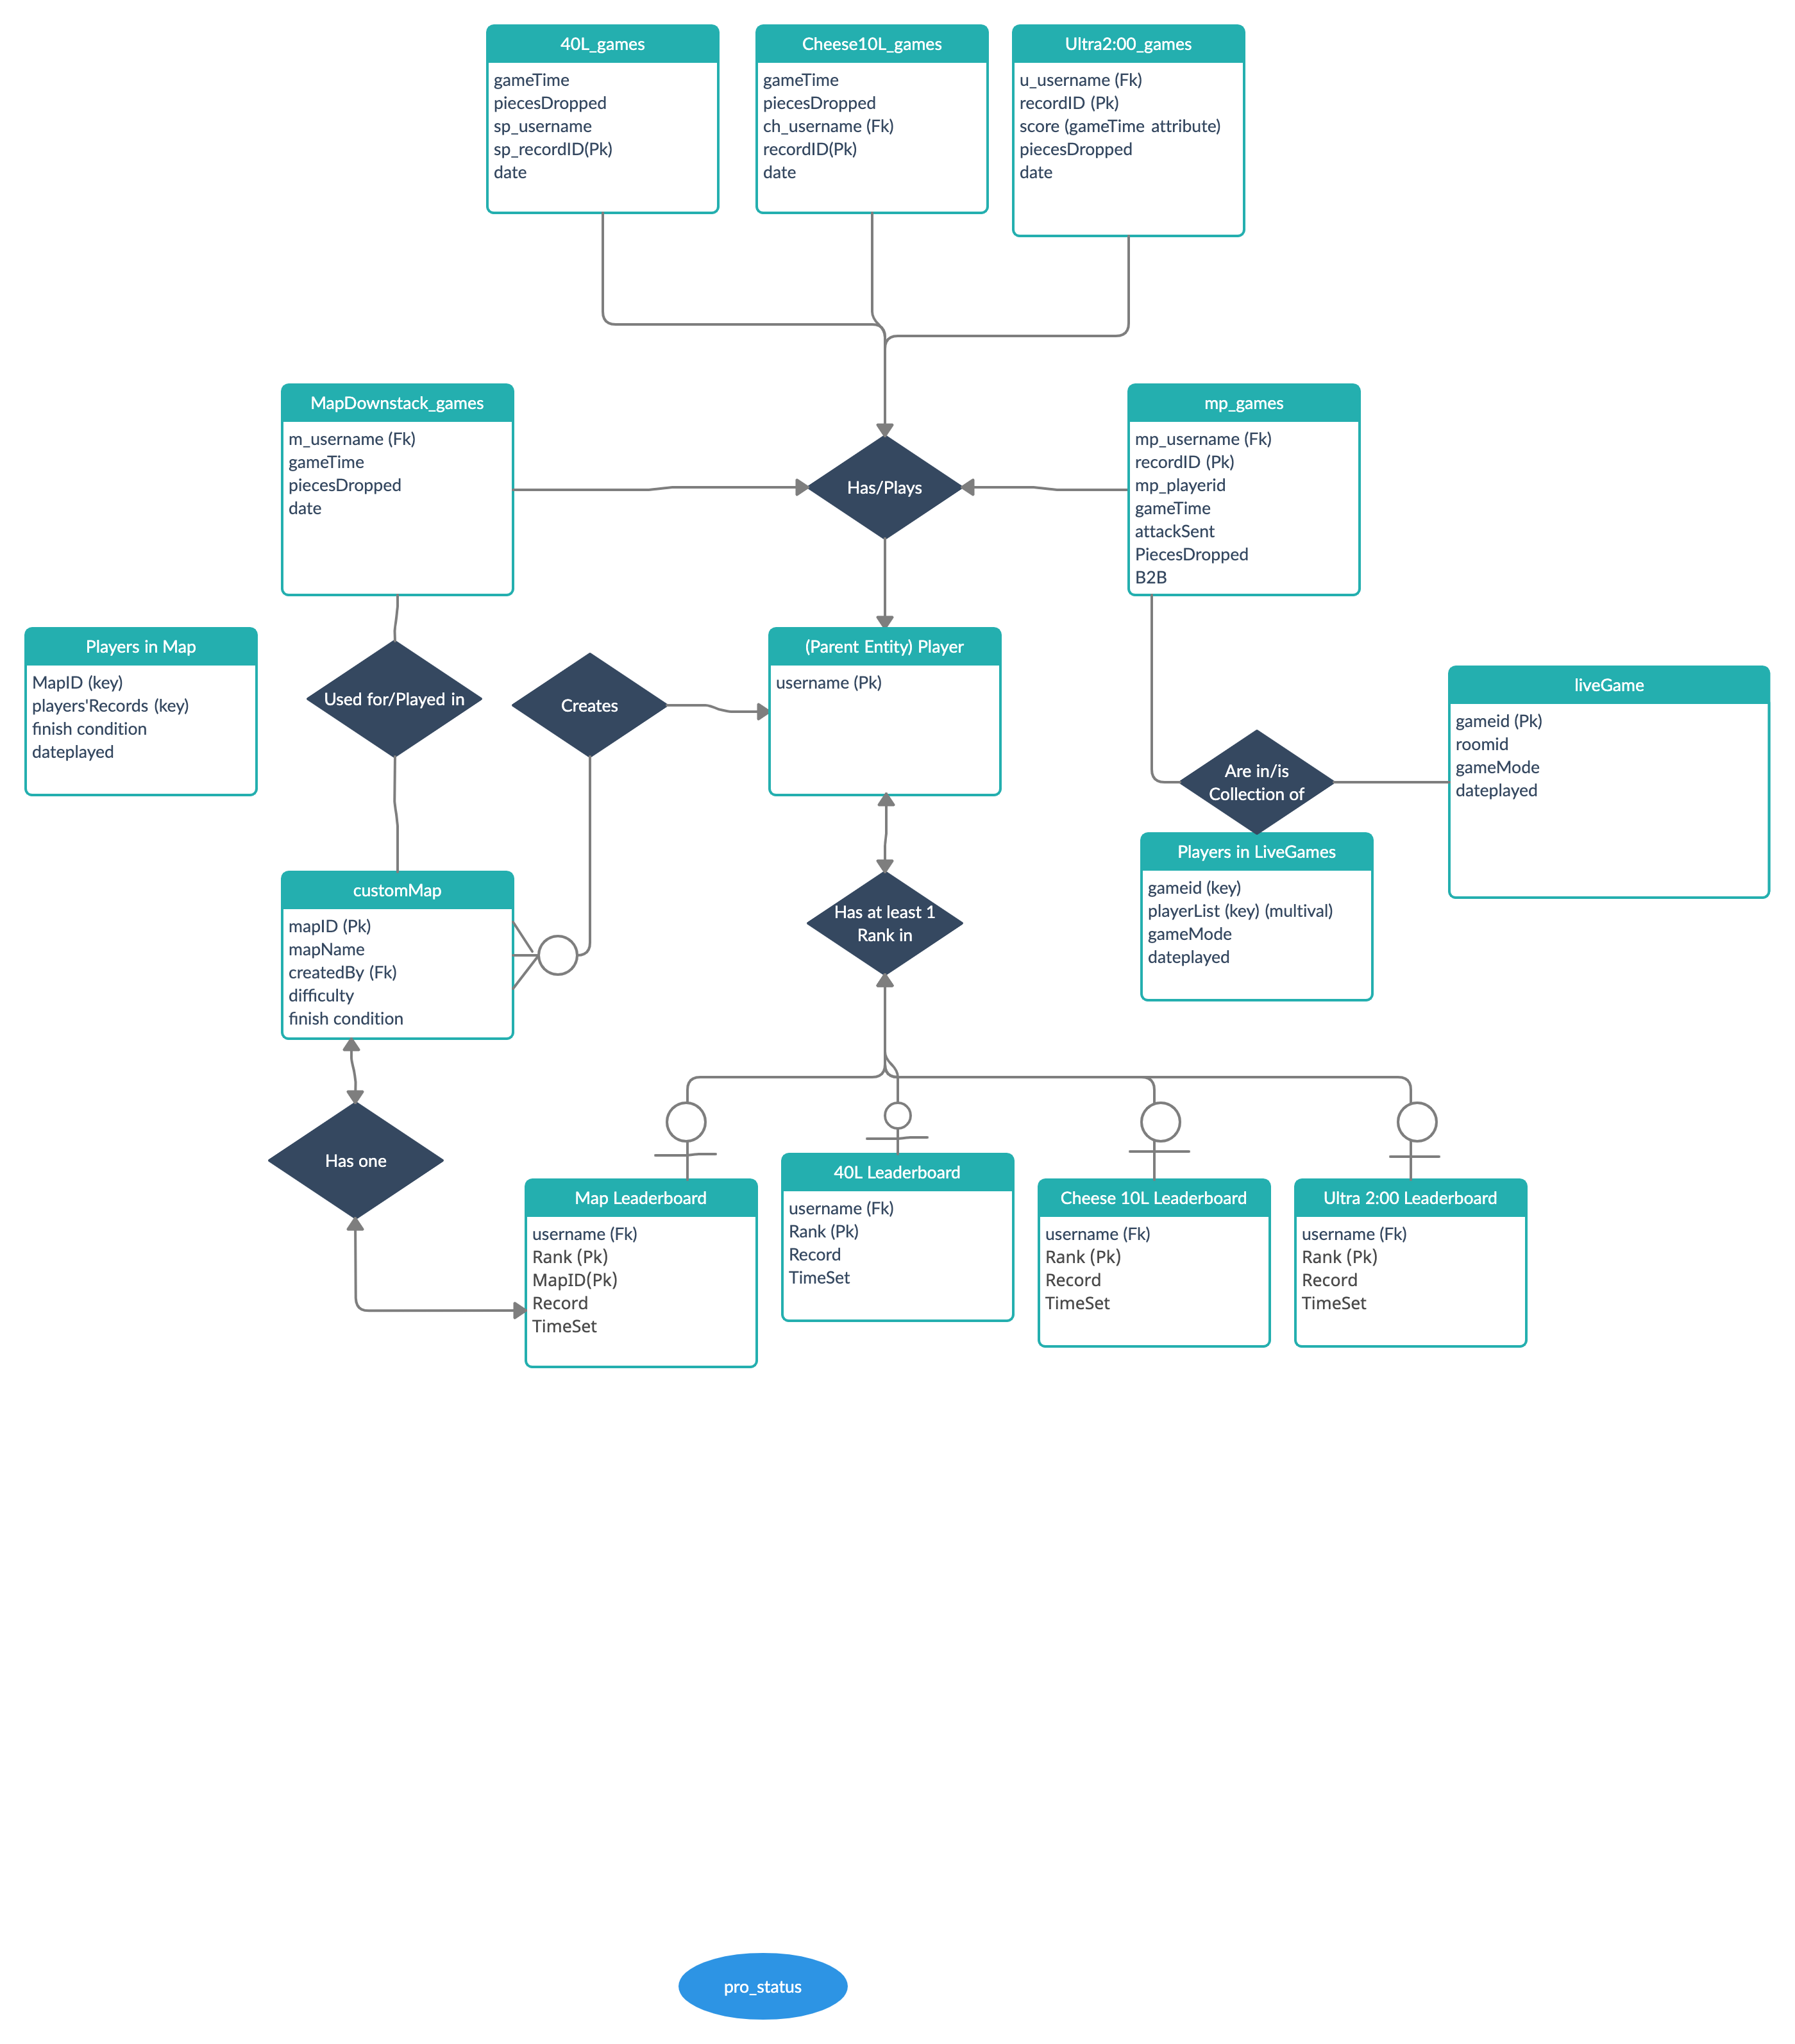 40L_games
gameTime
piecesDropped
sp_username
sp_recordID(Pk)
date
Cheese10L_games
gameTime
piecesDropped
ch_username (Fk)
recordID(Pk)
date
Ultra2:00_games
u_username (Fk)
recordID (Pk)
score (gameTime attribute)
piecesDropped
date
MapDownstack_games
m_username (Fk)
gameTime
piecesDropped
date
Has/Plays
mp_games
mp_username (Fk)
recordID (Pk)
mp_playerid
gameTime
attackSent
PiecesDropped
B2B
Players in Map
MapID (key)
players'Records (key)
finish condition
dateplayed
Used for/Played in
Creates
(Parent Entity) Player
username (Pk)
liveGame
gameid (Pk)
roomid
gameMode
dateplayed
Are in/is
Collection of
Players in LiveGames
gameid (key)
playerList (key) (multival)
gameMode
dateplayed
customMap
mapID (Pk)
mapName
createdBy (Fk)
difficulty
finish condition
Has at least 1
Rank in
Has one
Map Leaderboard
username (Fk)
Rank (Pk)
MapID(Pk)
Record
TimeSet
40L Leaderboard
username (Fk)
Rank (Pk)
Record
TimeSet
Cheese 10L Leaderboard
username (Fk)
Rank (Pk)
Record
TimeSet
Ultra 2:00 Leaderboard
username (Fk)
Rank (Pk)
Record
TimeSet
pro_status